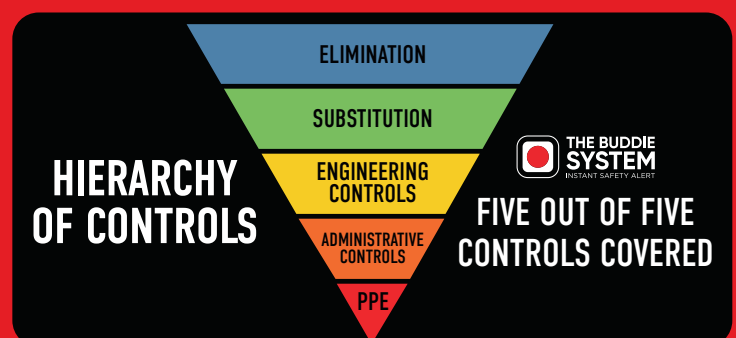 HIERARCHY
OF CONTROLS
ELIMINATION
SUBSTITUTION
ENGINEERING
CONTROLS
ADMINISTRATIVE
CONTROLS
PPE
THE BUDDIE
SYSTEM
INSTANT SAFETY ALERT
FIVE OUT OF FIVE
CONTROLS COVERED